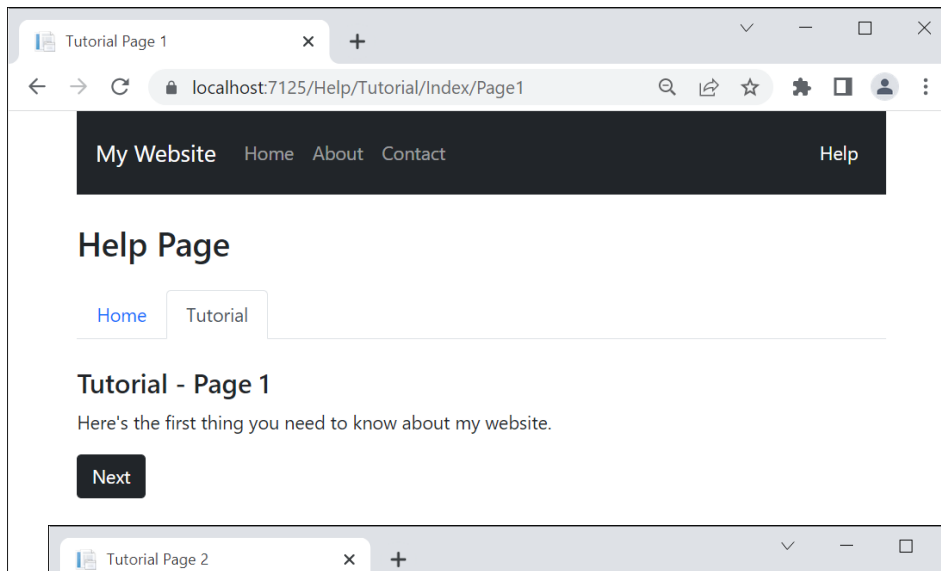 Tutorial Page 1
localhost:7125/Help/Tutorial/Index/Page1
My Website Home About Contact Help
Help Page
Home Tutorial
Tutorial - Page 1
Here's the first thing you need to know about my website.
Next
Tutorial Page 2